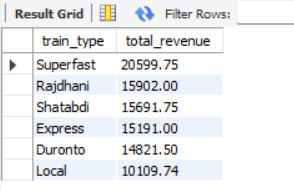 Result Grid Filter Rows:
train_type total_revenue
Superfast 20599.75
Rajdhani 15902.00
Shatabdi 15691.75
Express 15191.00
Duronto 14821.50
Local 10109.74